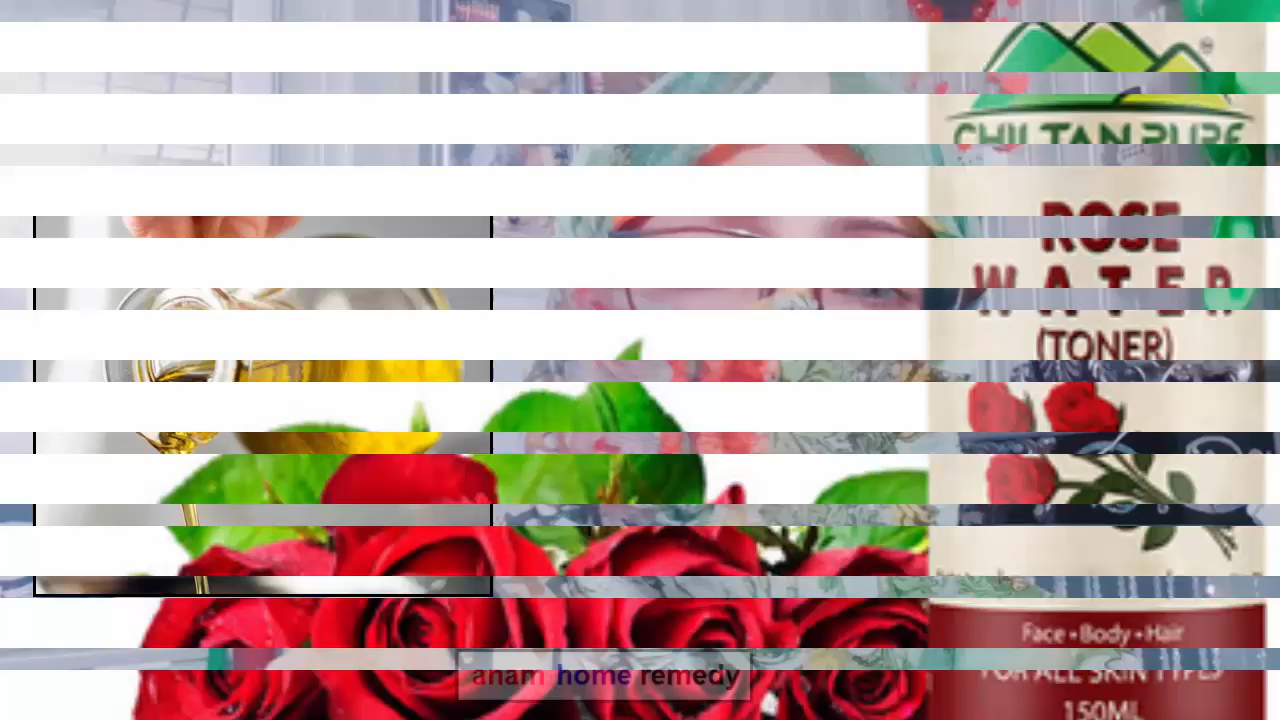 CHILTAN PURE
ROSE
WATER
(TONER)
Face • Body • Hair
FOR ALL SKIN TYPES
150ML
anam home remedy